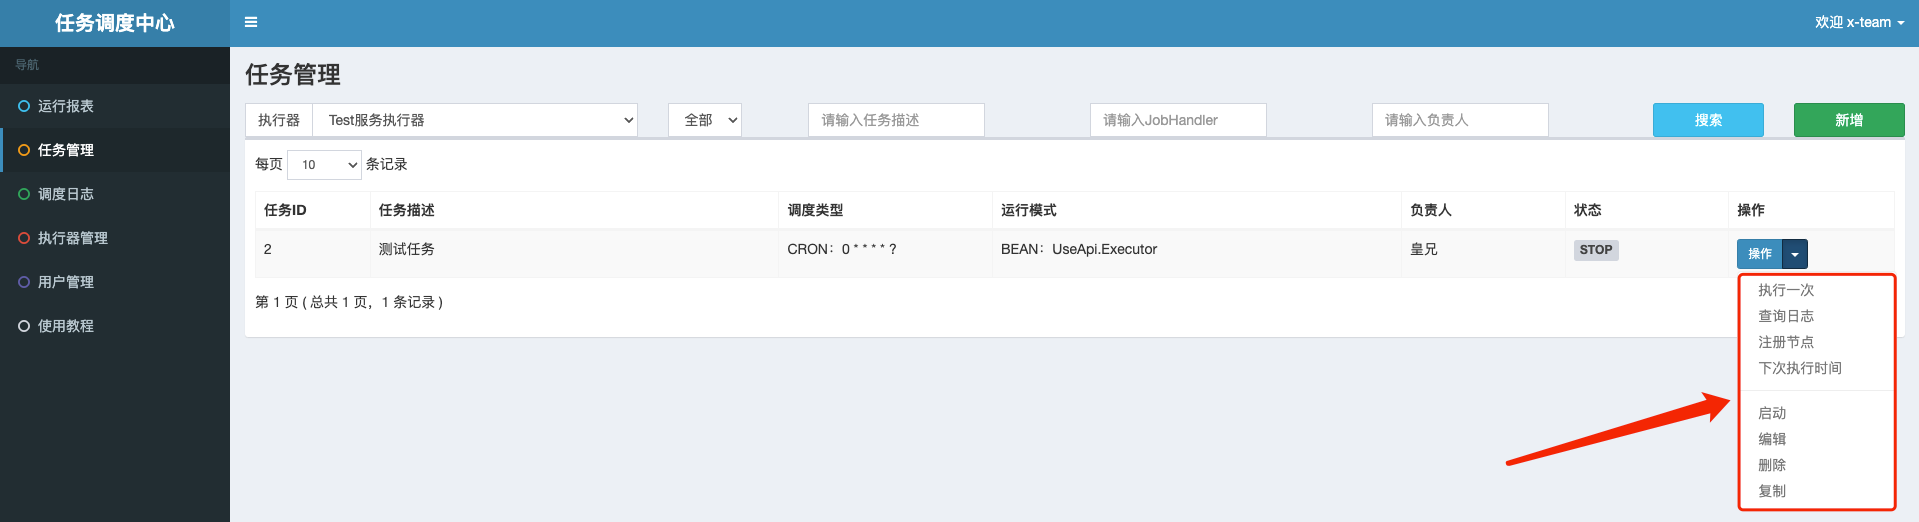 任务调度中心
欢迎 x-team
导航
运行报表
任务管理
调度日志
执行器管理
用户管理
使用教程
任务管理
执行器 Test服务执行器 全部 请输入任务描述 请输入JobHandler 请输入负责人 搜索 新增
每页 10 条记录
任务ID 任务描述 调度类型 运行模式 负责人 状态 操作
2 测试任务 CRON：0 * * * * ? BEAN：UseApi.Executor 皇兄 STOP 操作
第 1 页 ( 总共 1 页，1 条记录 )
执行一次
查询日志
注册节点
下次执行时间
启动
编辑
删除
复制